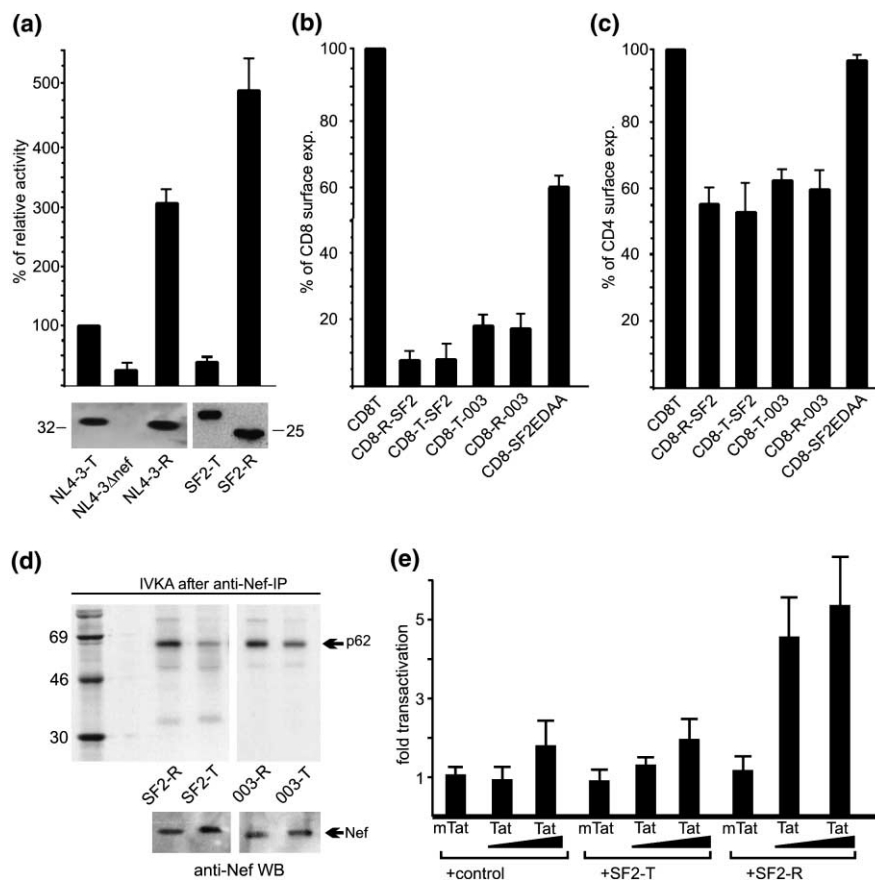 (a)
% of relative activity
500
400
300
200
100
32–
–25
NL4-3-T
NL4-3Δnef
NL4-3-R
SF2-T
SF2-R
(b)
% of CD8 surface exp.
100
80
60
40
20
CD8T
CD8-R-SF2
CD8-T-SF2
CD8-T-003
CD8-R-003
CD8-SF2EDAA
(c)
% of CD4 surface exp.
100
80
60
40
20
CD8T
CD8-R-SF2
CD8-T-SF2
CD8-T-003
CD8-R-003
CD8-SF2EDAA
(d)
IVKA after anti-Nef-IP
69
46
30
p62
SF2-R
SF2-T
003-R
003-T
Nef
anti-Nef WB
(e)
fold transactivation
5
3
1
mTat Tat Tat mTat Tat Tat mTat Tat Tat
+control +SF2-T +SF2-R